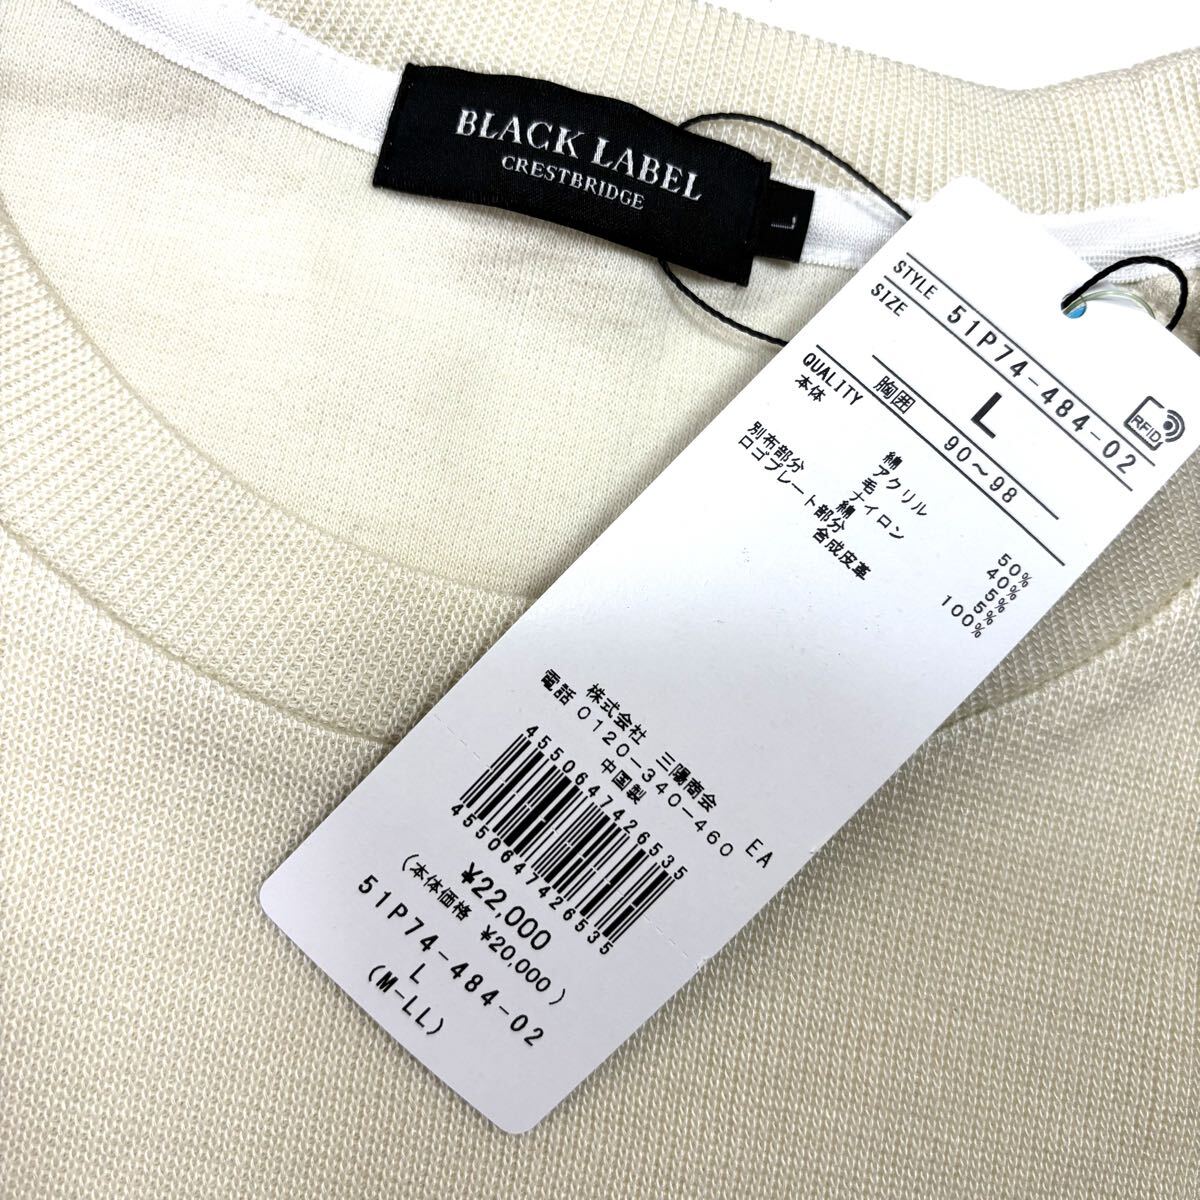 BLACK LABEL
CRESTBRIDGE
L
STYLE 51P74-484-02
SIZE L
RFID
胸囲 90～98
QUALITY
本体 綿 50%
アクリル 40%
毛 5%
ナイロン 5%
別布部分 綿 100%
ロゴプレート部分
合成皮革
株式会社 三陽商会
電話 0120-340-460
中国製 EA
4550647426535
4550647426535
¥22,000
(本体価格 ¥20,000)
51P74-484-02
L
(M-LL)